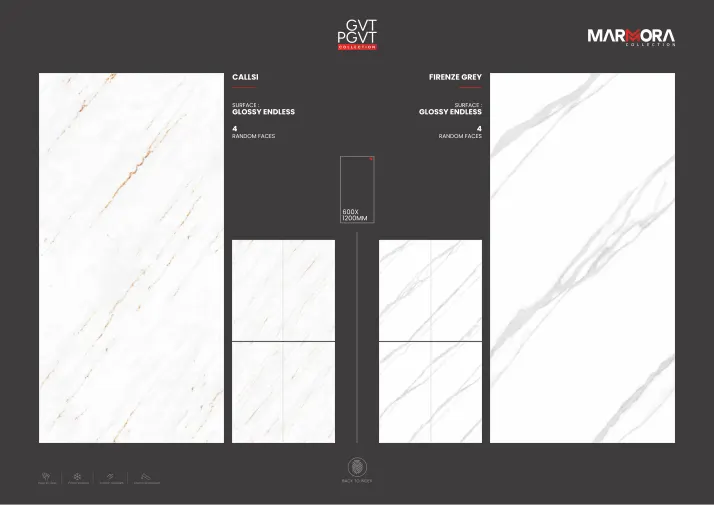 GVT
PGVT
COLLECTION
MARMORA
COLLECTION
CALLSI
SURFACE :
GLOSSY ENDLESS
4
RANDOM FACES
FIRENZE GREY
SURFACE :
GLOSSY ENDLESS
4
RANDOM FACES
600X
1200MM
BACK TO INDEX